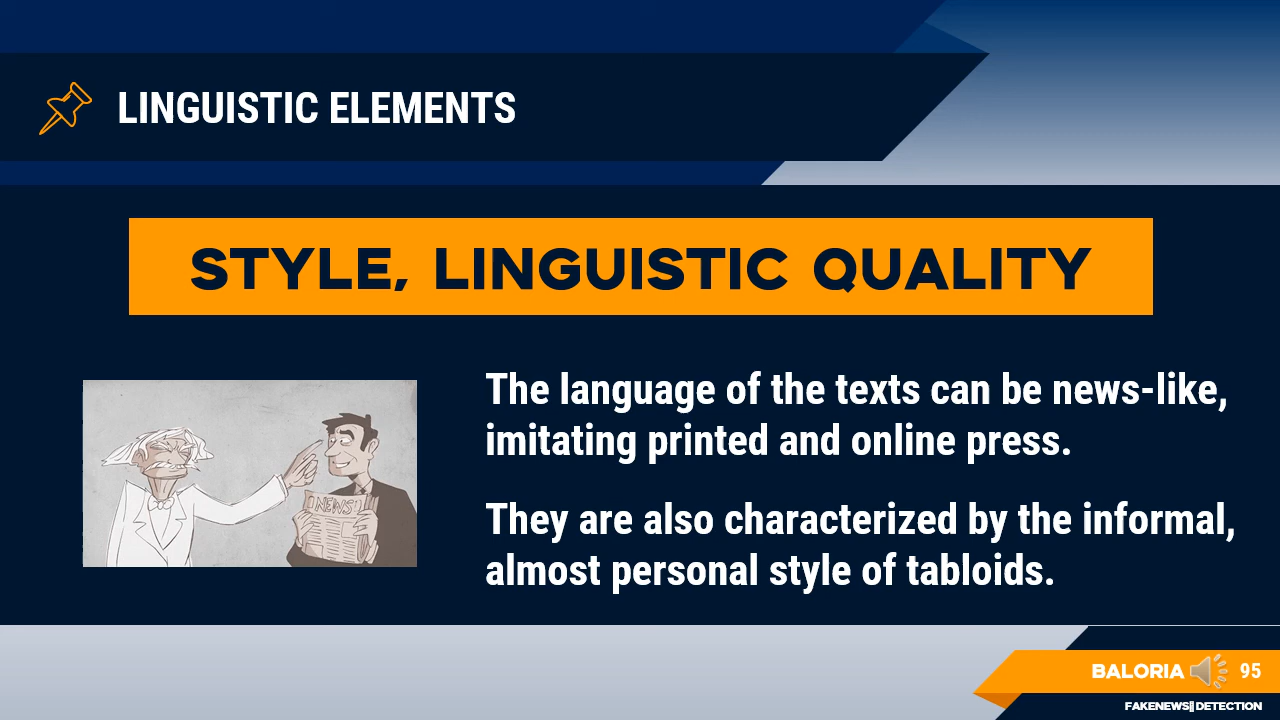 LINGUISTIC ELEMENTS
STYLE, LINGUISTIC QUALITY
NEWS
The language of the texts can be news-like,
imitating printed and online press.
They are also characterized by the informal,
almost personal style of tabloids.
BALORIA 95
FAKENEWS|| DETECTION